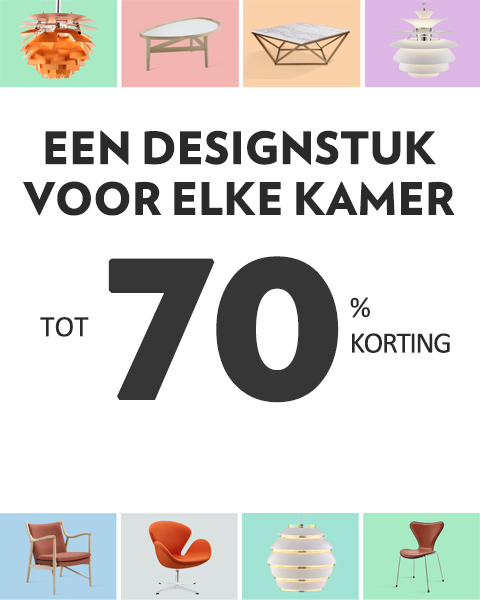 EEN DESIGNSTUK
VOOR ELKE KAMER
TOT 70 %
KORTING